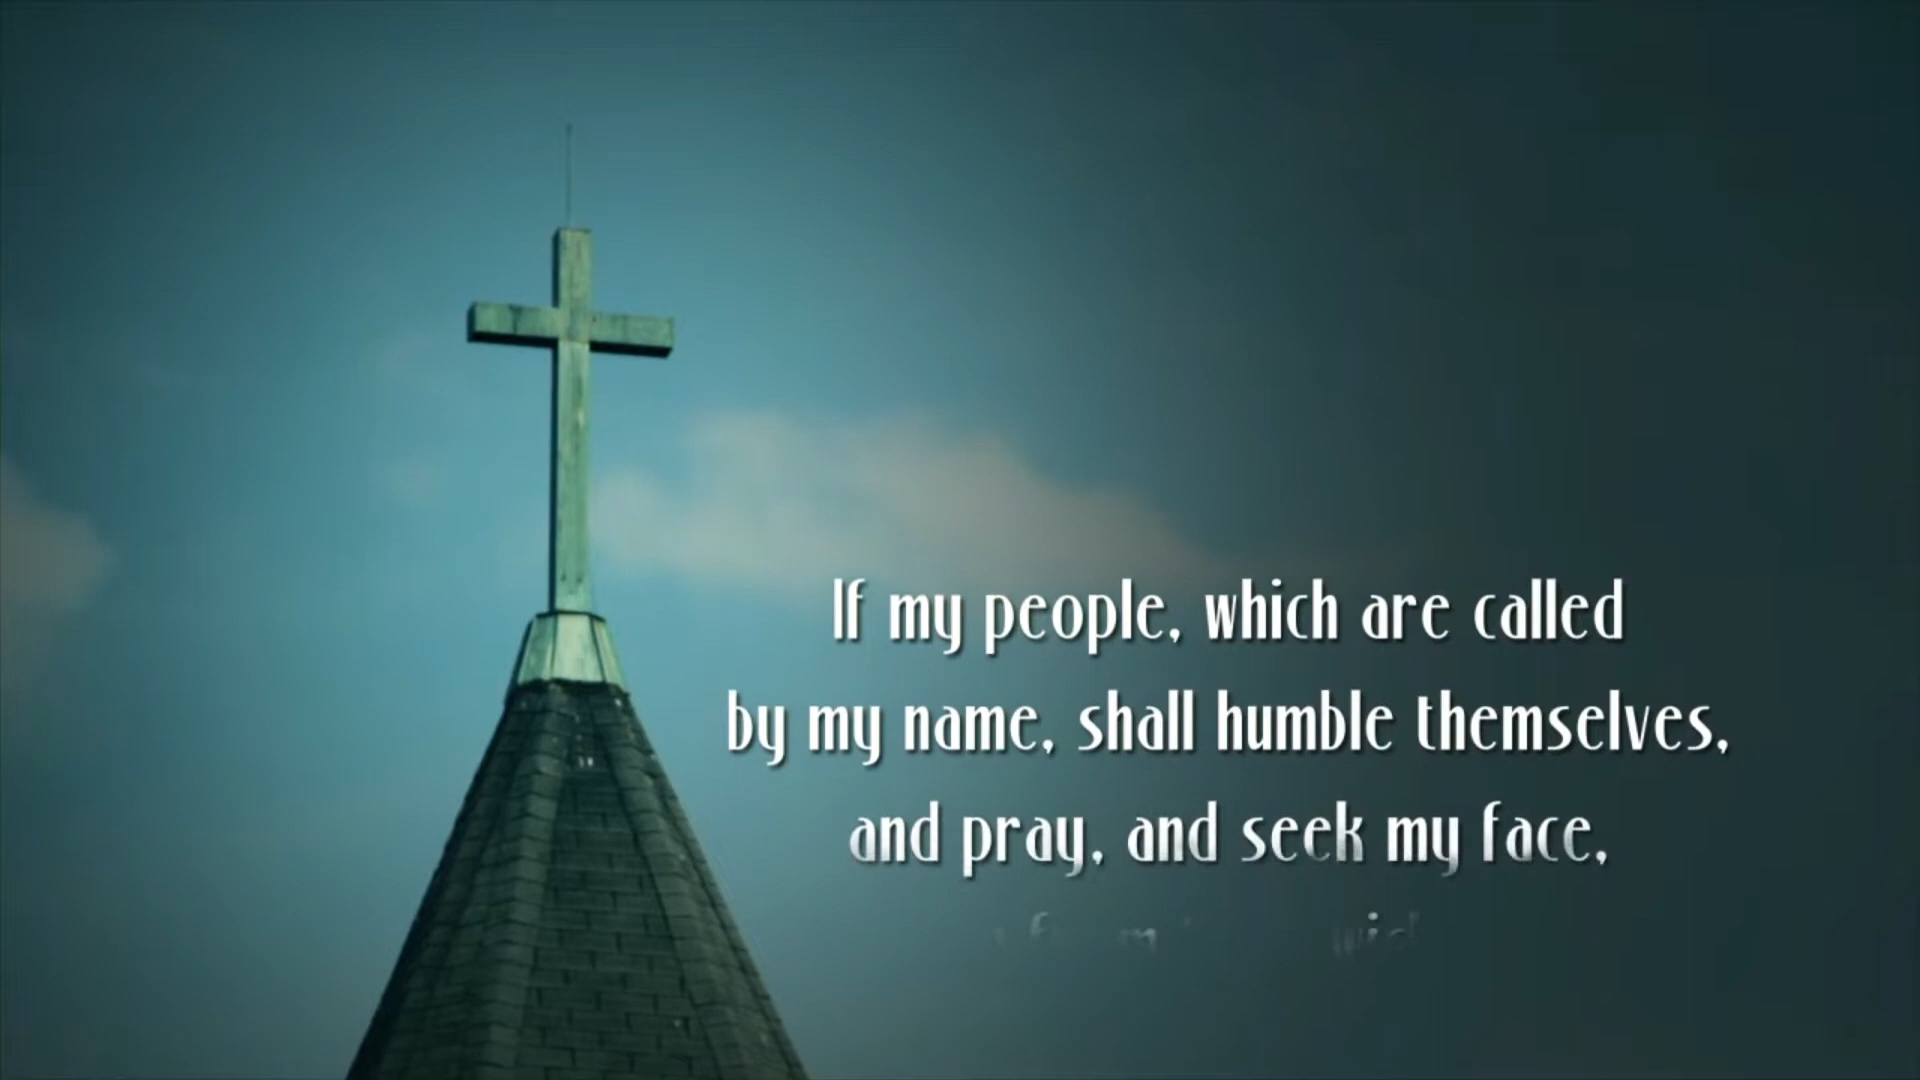 If my people, which are called
by my name, shall humble themselves,
and pray, and seek my face,